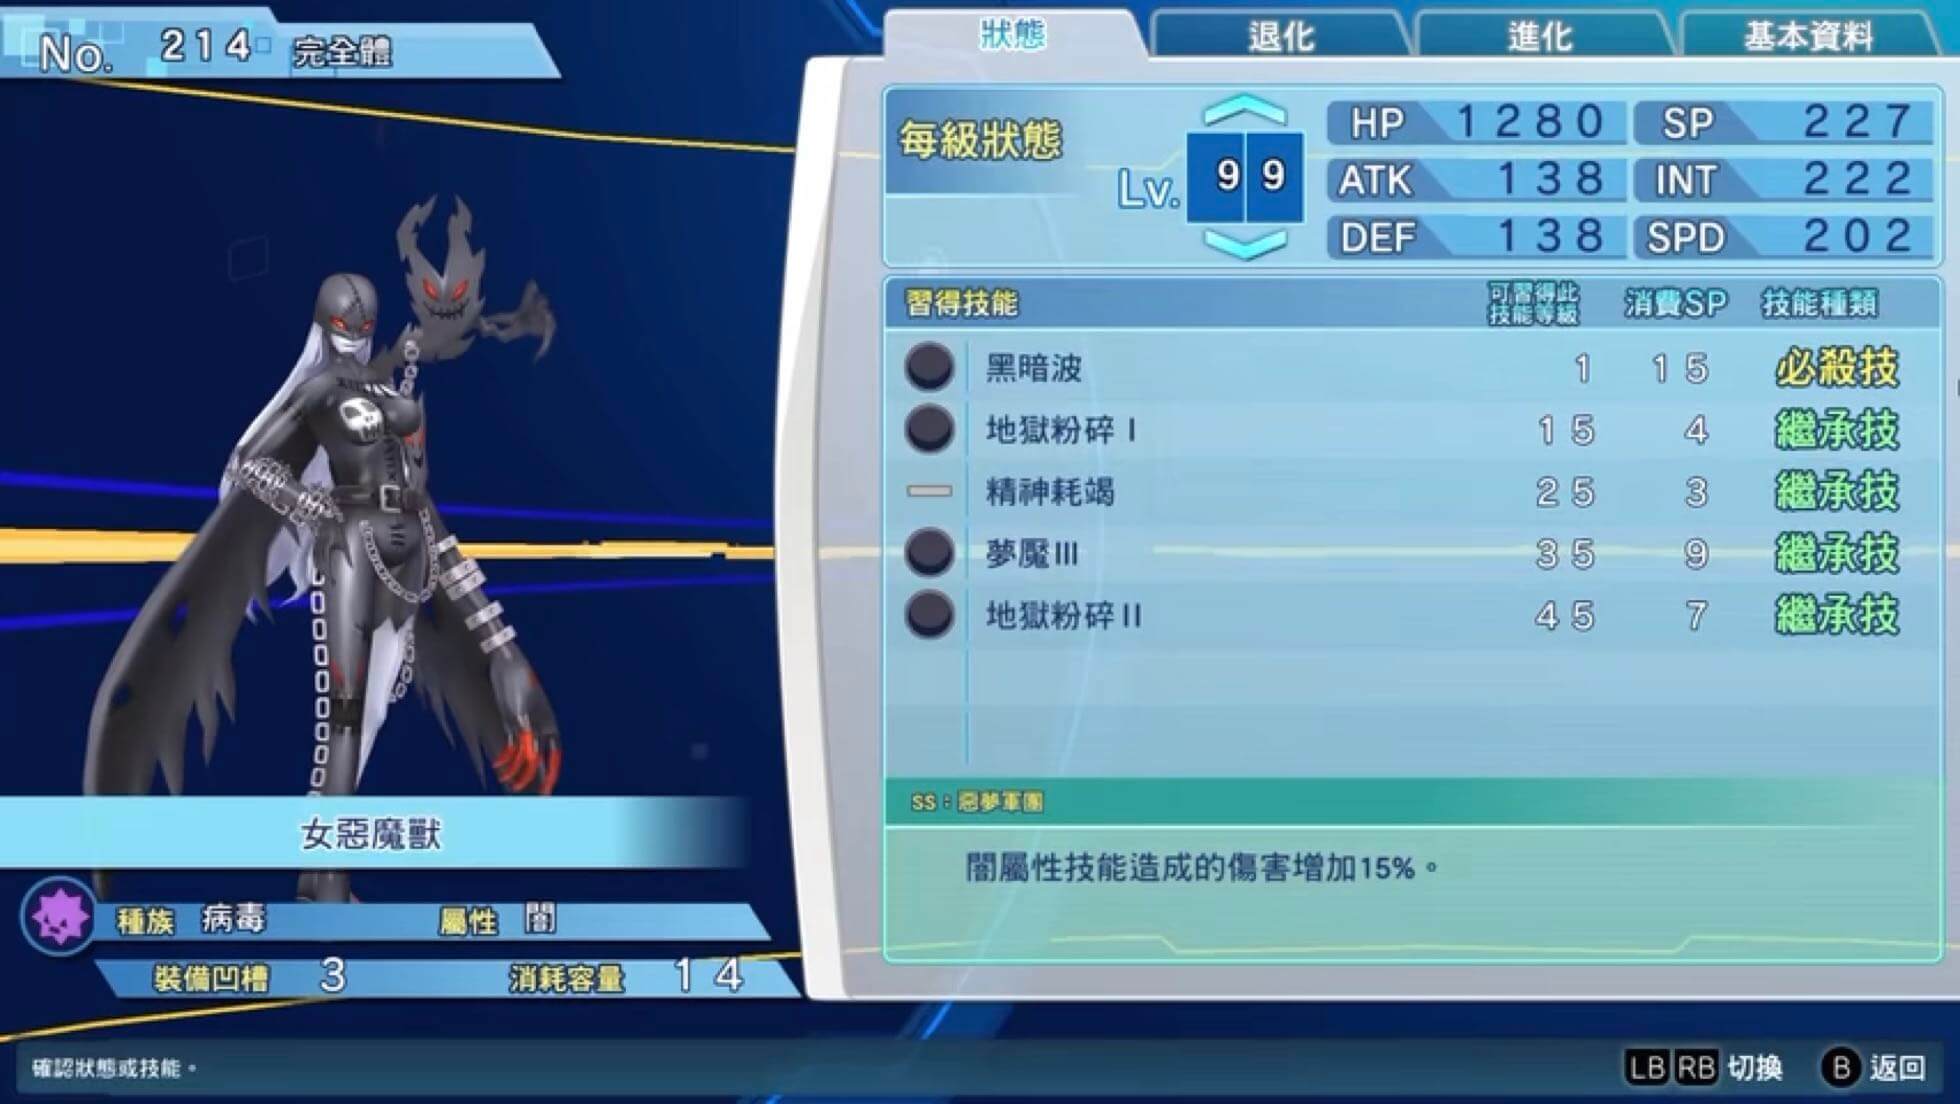 No. 214 完全體
狀態 退化 進化 基本資料
每級狀態
Lv. 99
HP 1280 SP 227
ATK 138 INT 222
DEF 138 SPD 202
習得技能 可習得此技能等級 消費SP 技能種類
黑暗波 1 15 必殺技
地獄粉碎 I 15 4 繼承技
精神耗竭 25 3 繼承技
夢魘 III 35 9 繼承技
地獄粉碎 II 45 7 繼承技
SS：惡夢軍團
闇屬性技能造成的傷害增加15%。
女惡魔獸
種族 病毒 屬性 闇
裝備凹槽 3 消耗容量 14
確認狀態或技能。
LB RB 切換 B 返回